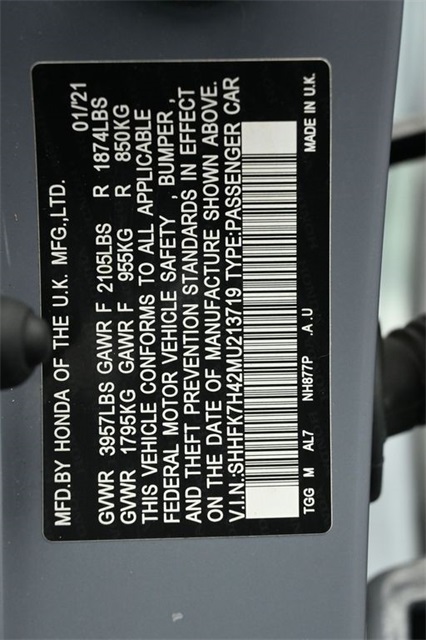 MFD.BY HONDA OF THE U.K. MFG.,LTD. 01/'21
GVWR 3957LBS GAWR F 2105LBS R 1874LBS
GVWR 1795KG GAWR F 955KG R 850KG
THIS VEHICLE CONFORMS TO ALL APPLICABLE
FEDERAL MOTOR VEHICLE SAFETY , BUMPER ,
AND THEFT PREVENTION STANDARDS IN EFFECT
ON THE DATE OF MANUFACTURE SHOWN ABOVE.
V.I.N.:SHHFK7H42MU213719 TYPE:PASSENGER CAR
TGG M AL7 NH877P .A .U MADE IN U.K.